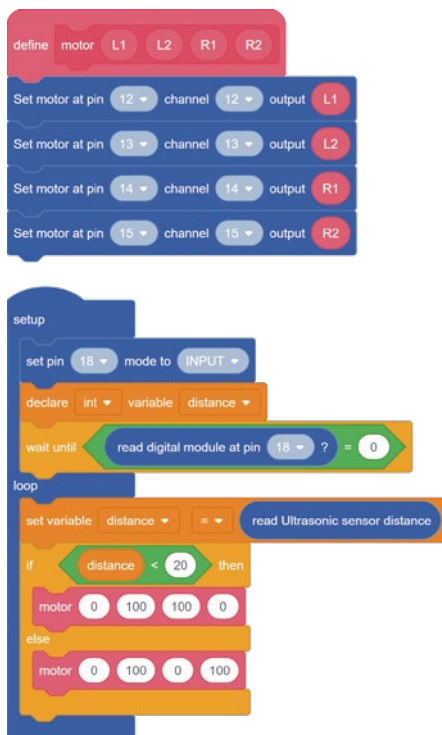 define motor L1 L2 R1 R2
Set motor at pin 12 channel 12 output L1
Set motor at pin 13 channel 13 output L2
Set motor at pin 14 channel 14 output R1
Set motor at pin 15 channel 15 output R2
setup
set pin 18 mode to INPUT
declare int variable distance
wait until read digital module at pin 18 ? = 0
loop
set variable distance = read Ultrasonic sensor distance
if distance < 20 then
motor 0 100 100 0
else
motor 0 100 0 100